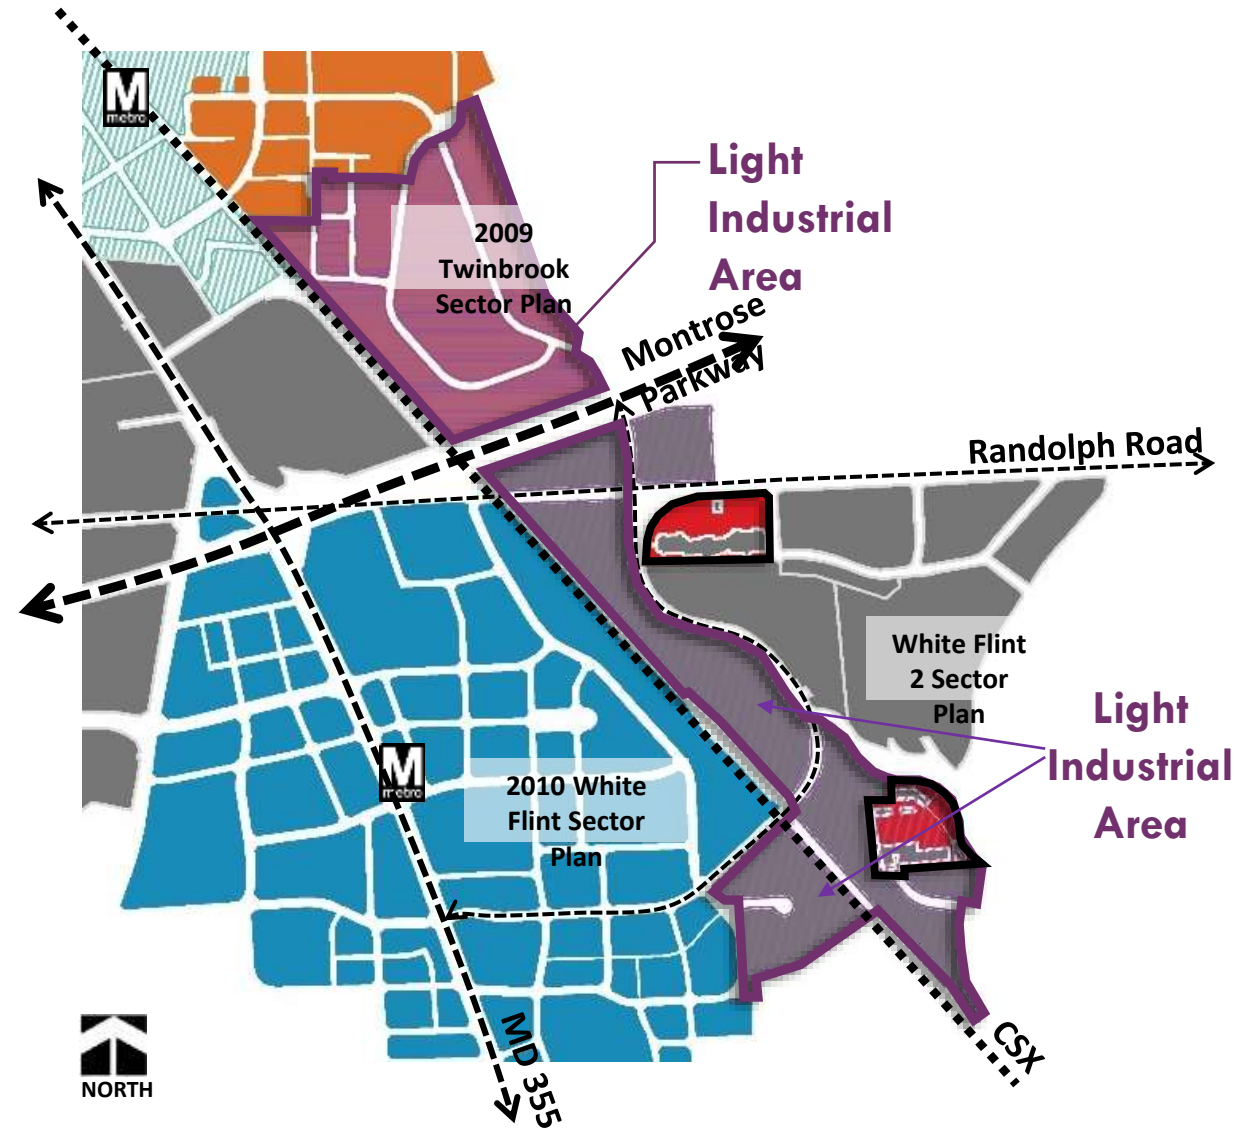 M
metro
Light
Industrial
Area
2009
Twinbrook
Sector Plan
Montrose
Parkway
Randolph Road
White Flint
2 Sector
Plan
Light
Industrial
Area
M
metro
2010 White
Flint Sector
Plan
MD 355
CSX
NORTH